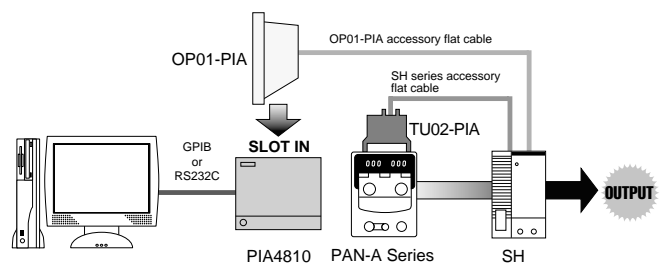 OP01-PIA accessory flat cable
OP01-PIA
SH series accessory
flat cable
TU02-PIA
GPIB
or
RS232C
SLOT IN
000 000
OUTPUT
PIA4810
PAN-A Series
SH